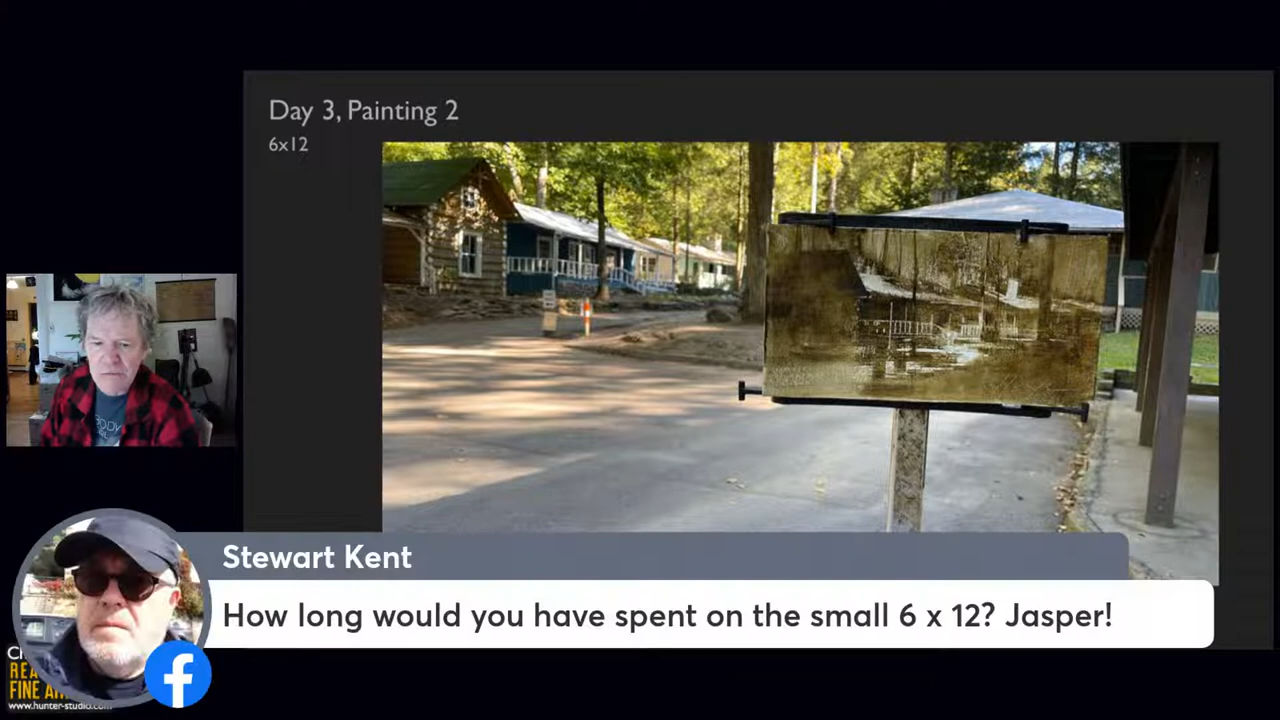 Day 3, Painting 2
6x12
Stewart Kent
How long would you have spent on the small 6 x 12? Jasper!
www.hunter-studio.com